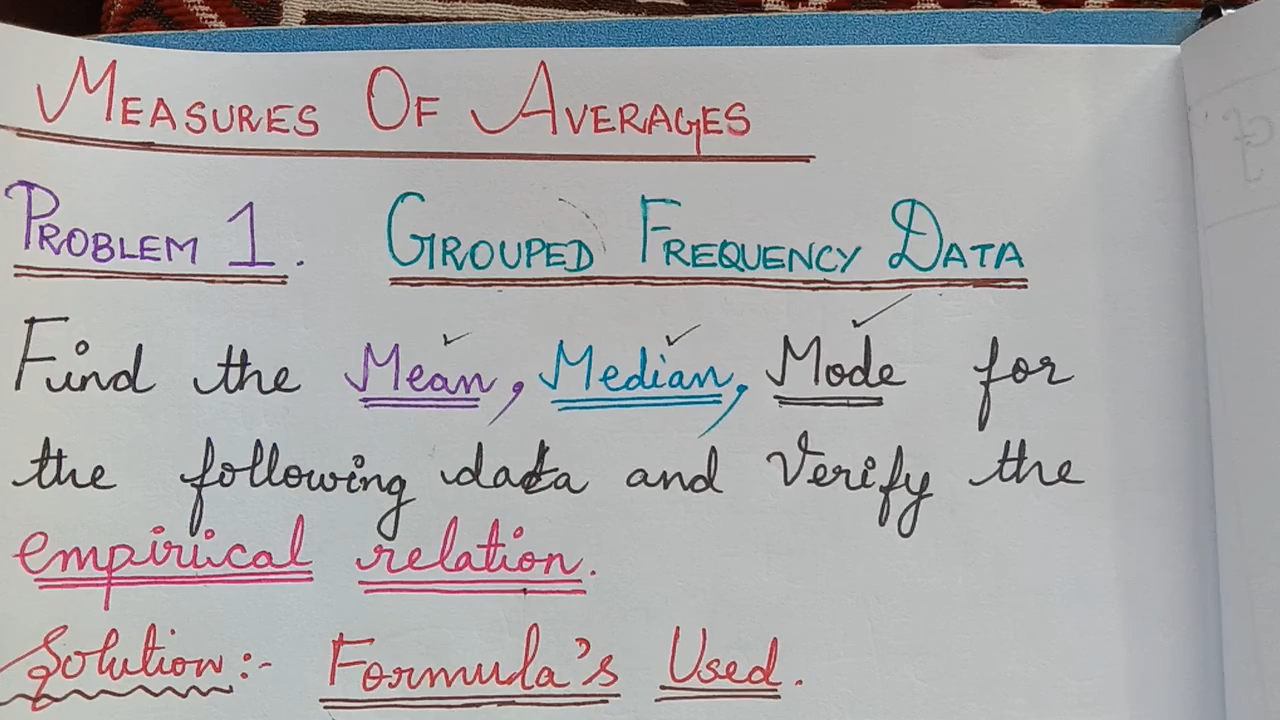 MEASURES OF AVERAGES
PROBLEM 1. GROUPED FREQUENCY DATA
Find the Mean, Median, Mode for
the following data and Verify the
empirical relation.
Solution:- Formula's Used.